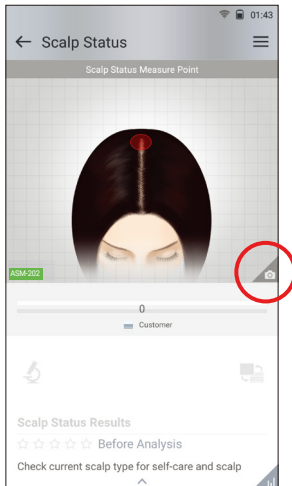 01:43
Scalp Status
Scalp Status Measure Point
ASM-202
0
Customer
Scalp Status Results
Before Analysis
Check current scalp type for self-care and scalp